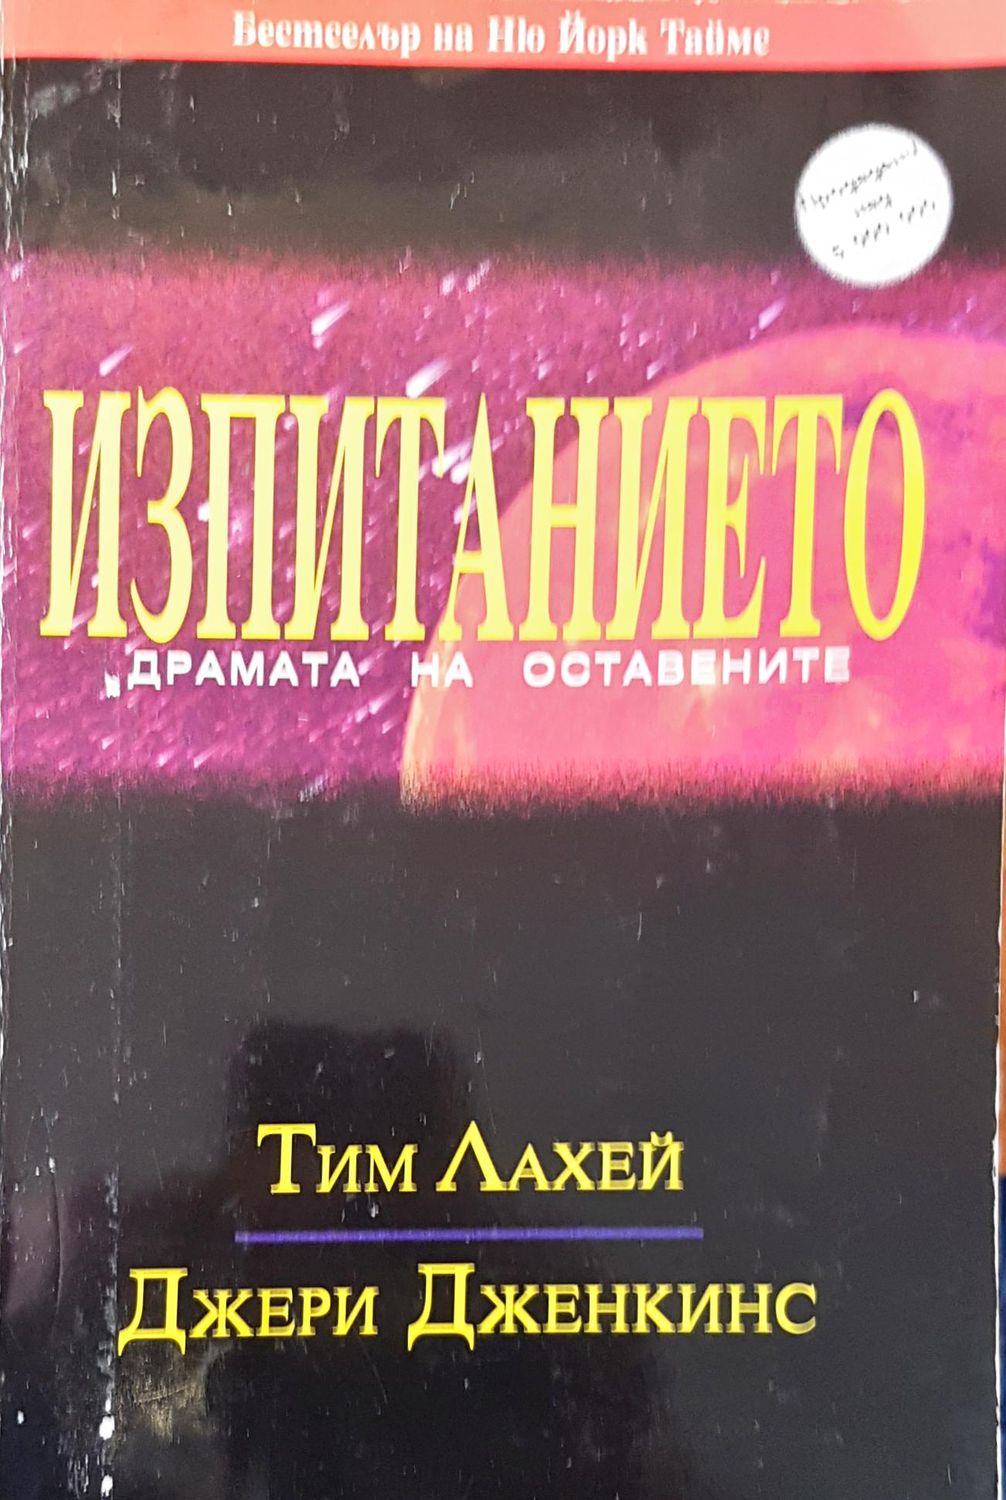 Бестселър на Ню Йорк Таймс
ИЗПИТАНИЕТО
ДРАМАТА НА ОСТАВЕНИТЕ
ТИМ ЛАХЕЙ
ДЖЕРИ ДЖЕНКИНС